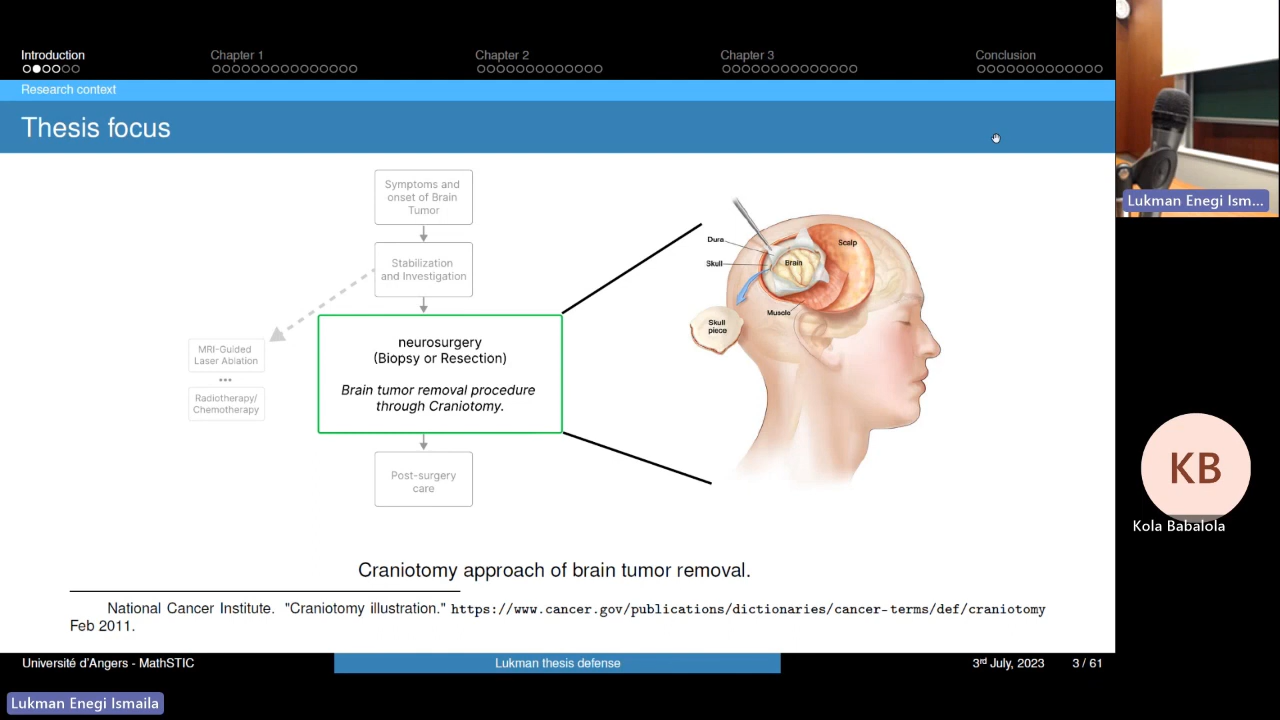 Introduction
Chapter 1
Chapter 2
Chapter 3
Conclusion
Research context
Thesis focus
Symptoms and
onset of Brain
Tumor
Stabilization
and Investigation
MRI-Guided
Laser Ablation
...
Radiotherapy/
Chemotherapy
neurosurgery
(Biopsy or Resection)
Brain tumor removal procedure
through Craniotomy.
Post-surgery
care
Dura
Skull
Brain
Scalp
Muscle
Skull
piece
Craniotomy approach of brain tumor removal.
National Cancer Institute. "Craniotomy illustration." https://www.cancer.gov/publications/dictionaries/cancer-terms/def/craniotomy
Feb 2011.
Université d'Angers - MathSTIC
Lukman thesis defense
3rd July, 2023
3 / 61
Lukman Enegi Ism...
KB
Kola Babalola
Lukman Enegi Ismaila